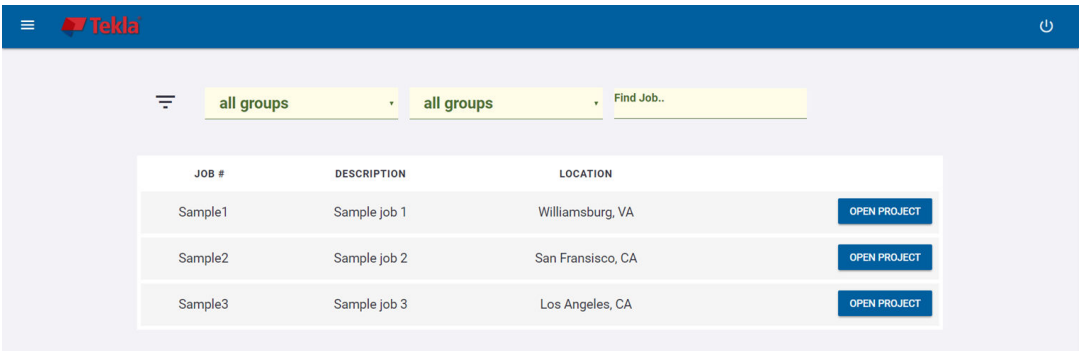 Tekla
all groups all groups Find Job..
JOB # DESCRIPTION LOCATION
Sample1 Sample job 1 Williamsburg, VA OPEN PROJECT
Sample2 Sample job 2 San Fransisco, CA OPEN PROJECT
Sample3 Sample job 3 Los Angeles, CA OPEN PROJECT